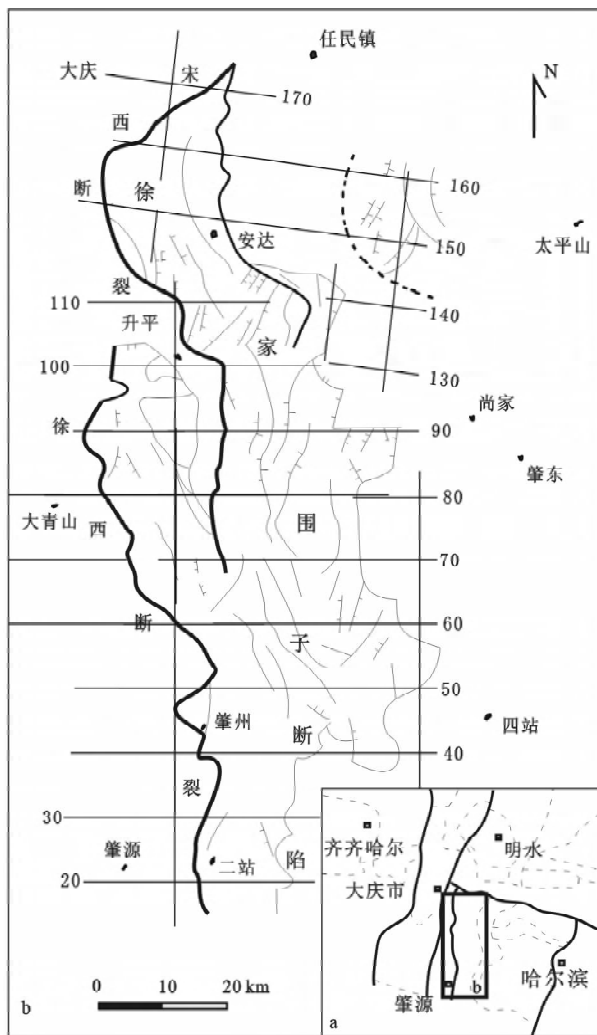 任民镇
大庆
宋
N
170
西
160
断
徐
150
安达
太平山
裂
110
140
升平
家
100
130
尚家
徐
90
肇东
80
大青山
西
围
70
断
60
子
50
肇州
断
四站
40
裂
30
肇源
二站
陷
20
齐齐哈尔
明水
大庆市
哈尔滨
肇源
b
a
0 10 20 km
b